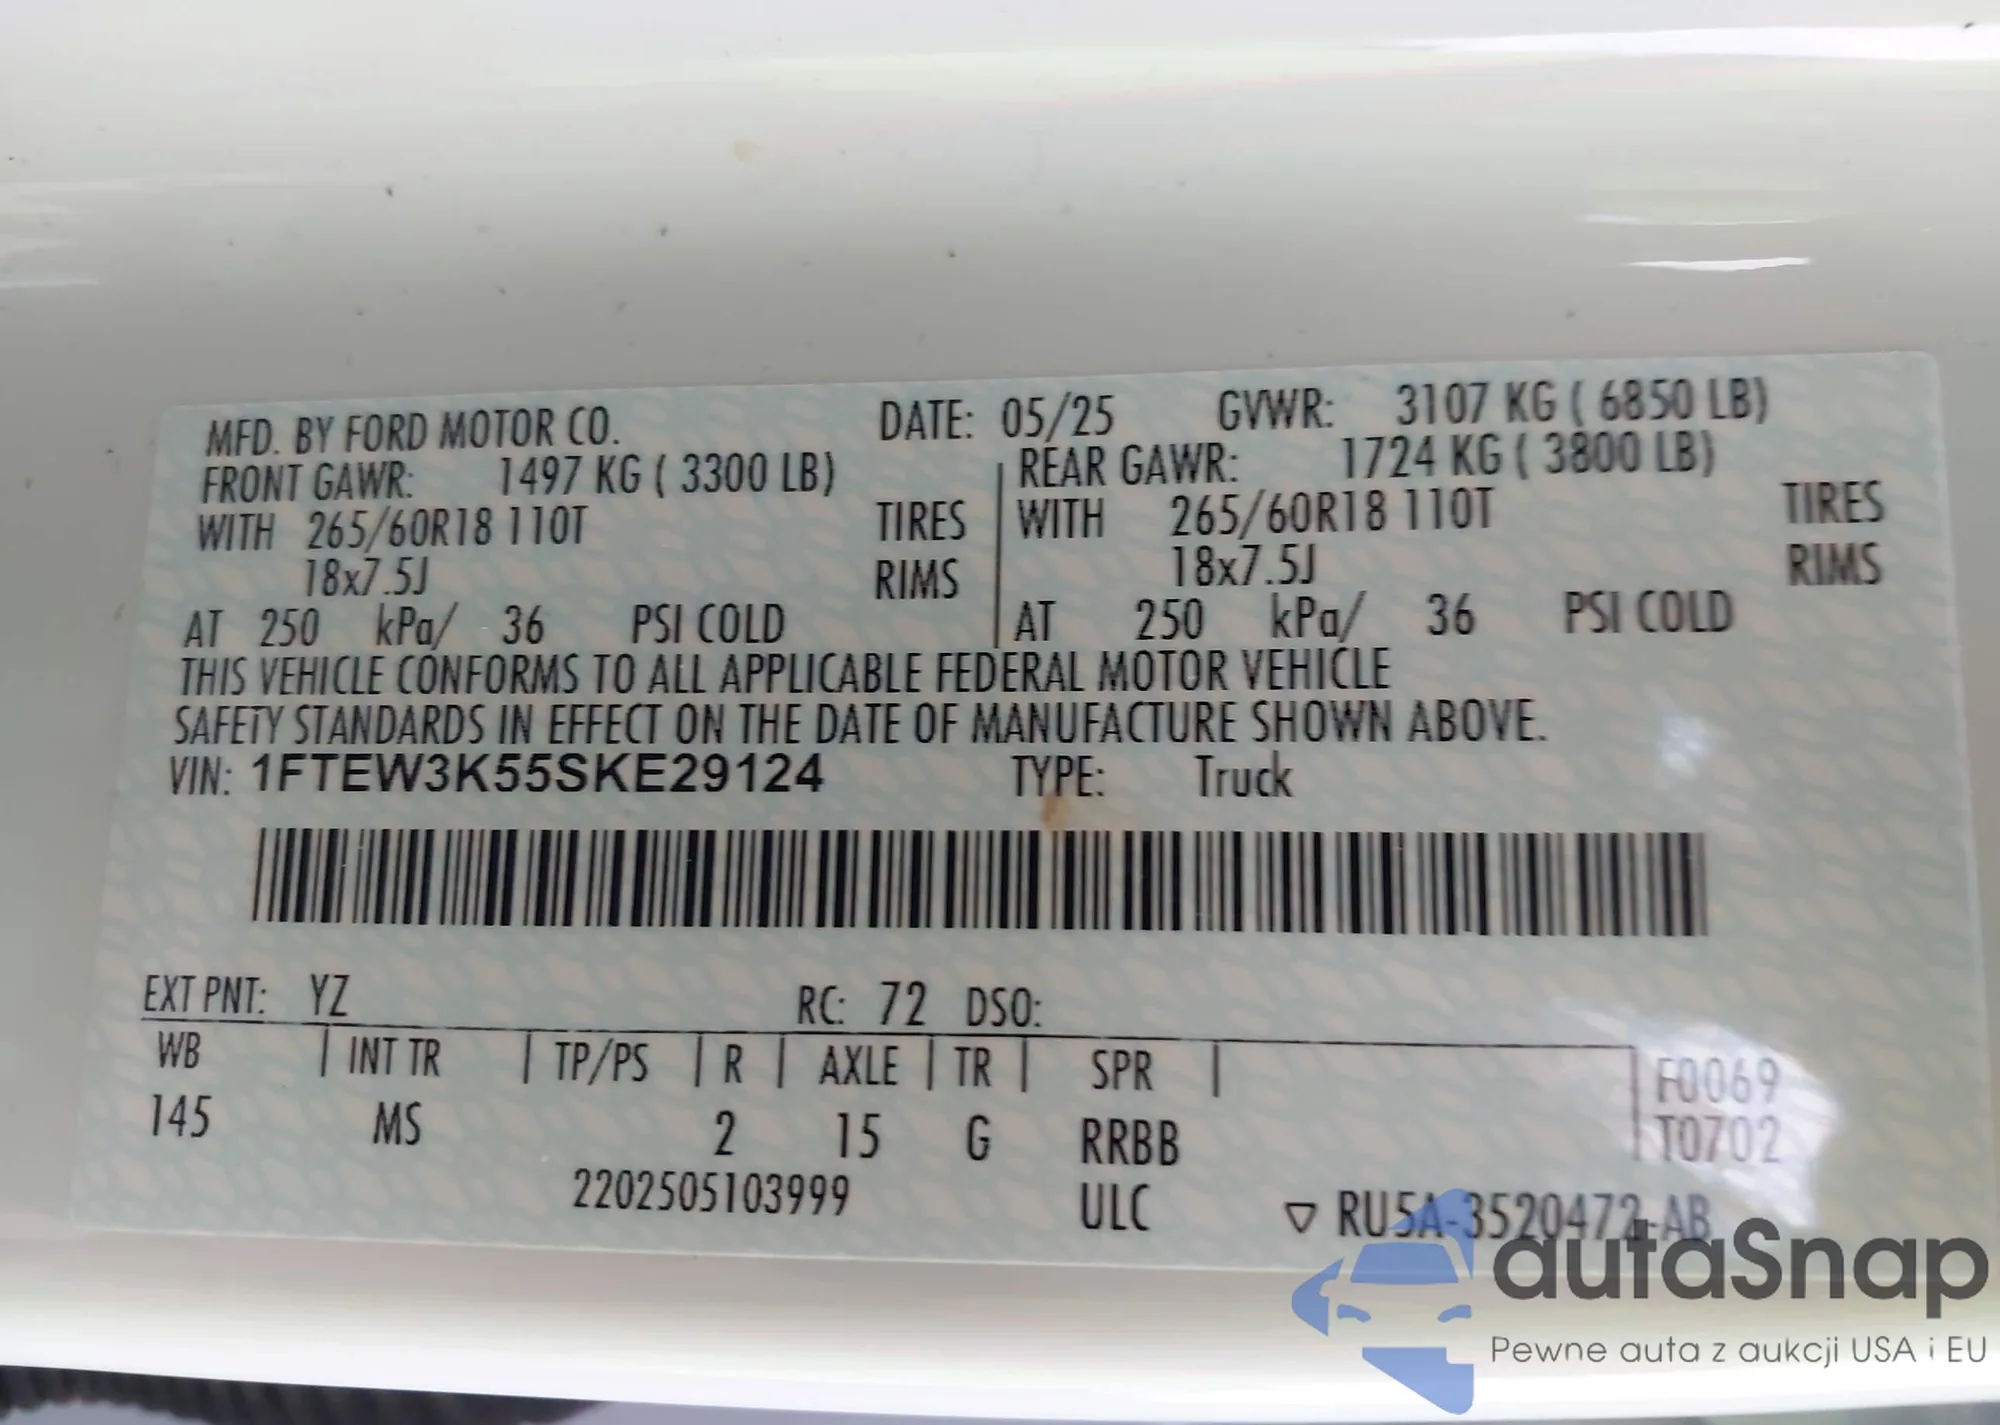 MFD. BY FORD MOTOR CO. DATE: 05/25 GVWR: 3107 KG ( 6850 LB)
FRONT GAWR: 1497 KG ( 3300 LB) REAR GAWR: 1724 KG ( 3800 LB)
WITH 265/60R18 110T TIRES WITH 265/60R18 110T TIRES
18x7.5J RIMS 18x7.5J RIMS
AT 250 kPa/ 36 PSI COLD AT 250 kPa/ 36 PSI COLD
THIS VEHICLE CONFORMS TO ALL APPLICABLE FEDERAL MOTOR VEHICLE
SAFETY STANDARDS IN EFFECT ON THE DATE OF MANUFACTURE SHOWN ABOVE.
VIN: 1FTEW3K55SKE29124 TYPE: Truck
EXT PNT: YZ RC: 72 DSO:
WB INT TR TP/PS R AXLE TR SPR F0069
145 MS 2 15 G RRBB T0702
2202505103999 ULC ▽ RU5A-3520472-AB
autaSnap
Pewne auta z aukcji USA i EU